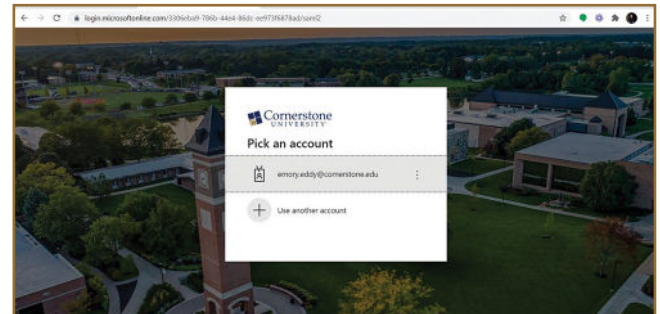 login.microsoftonline.com/3306eba9-786b-44e4-86dc-ee973f6878ad/saml2
Cornerstone
UNIVERSITY
Pick an account
emory.eddy@cornerstone.edu
Use another account